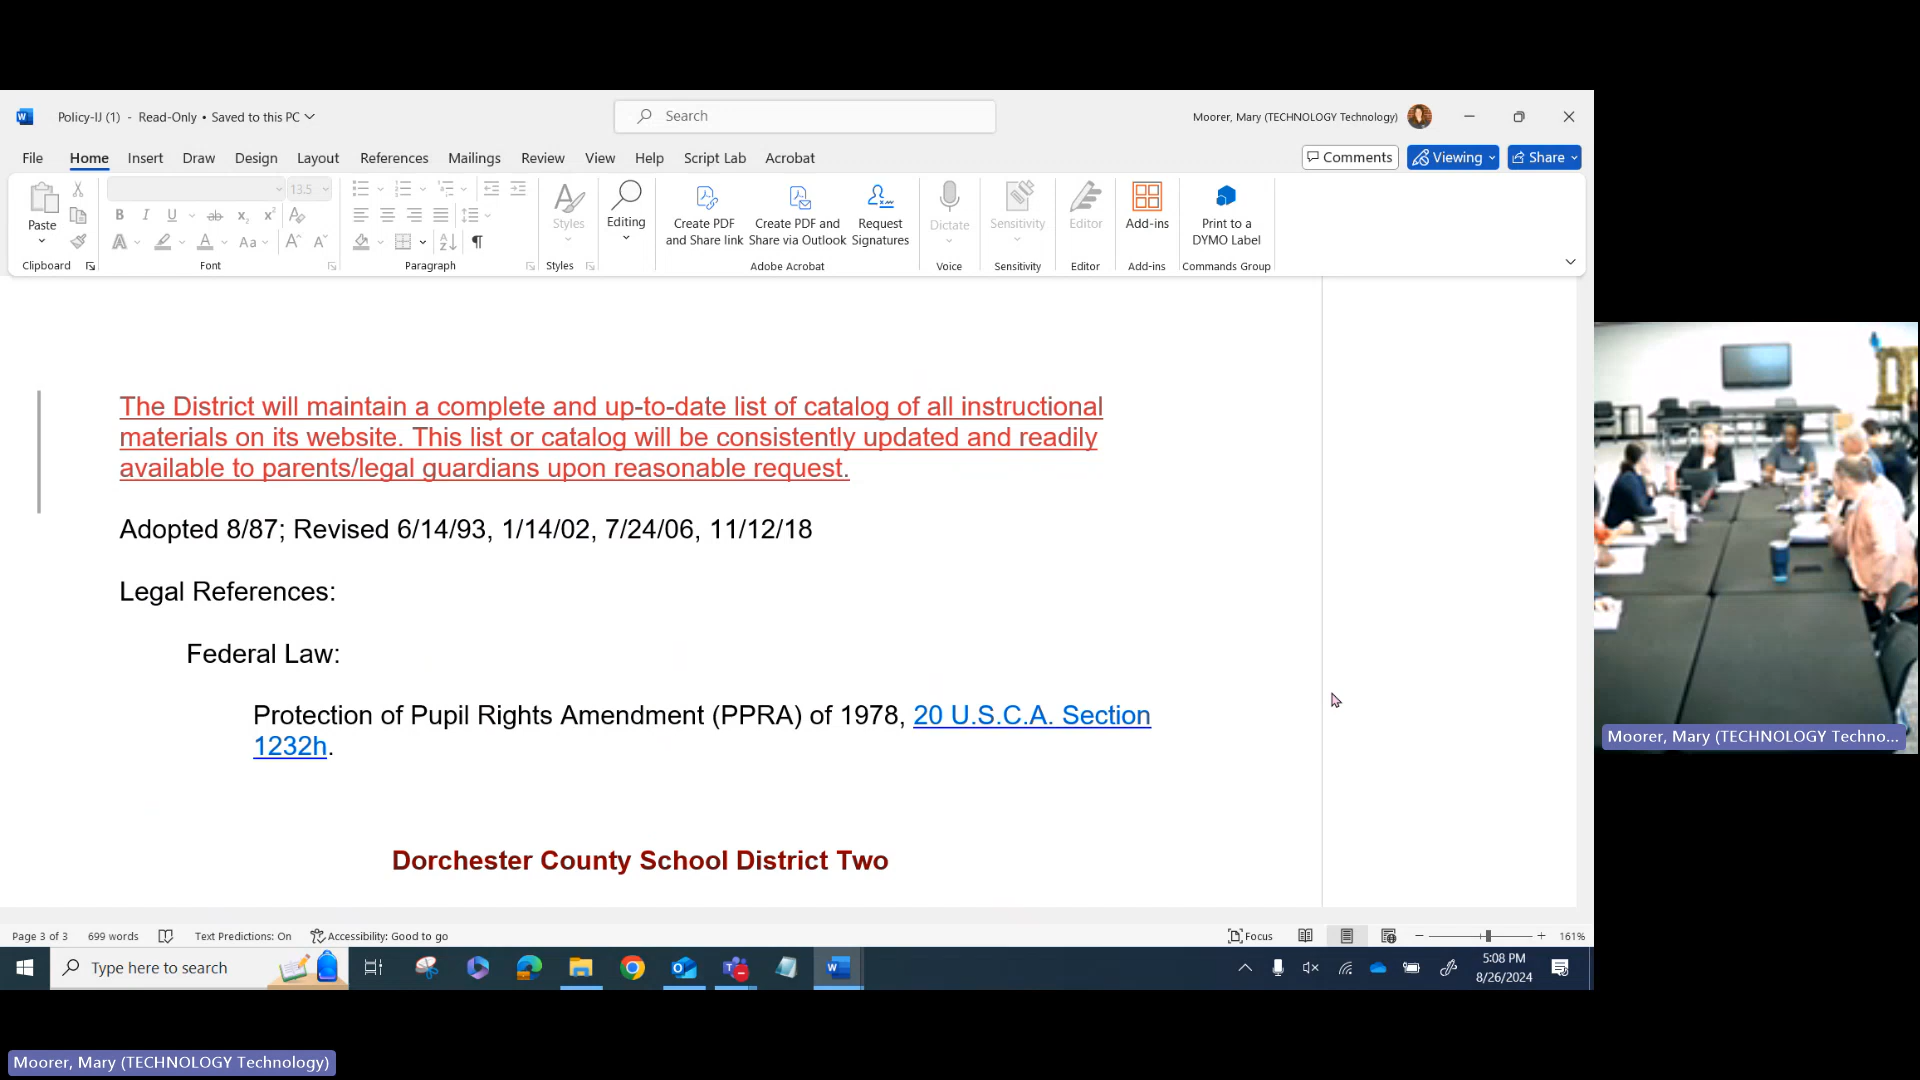 Policy-IJ (1) - Read-Only • Saved to this PC
Search
Moorer, Mary (TECHNOLOGY Technology)
File Home Insert Draw Design Layout References Mailings Review View Help Script Lab Acrobat
Comments Viewing Share
Paste
13.5
Styles
Editing
Create PDF and Share link
Create PDF and Share via Outlook
Request Signatures
Dictate
Sensitivity
Editor
Add-ins
Print to a DYMO Label
Clipboard Font Paragraph Styles Adobe Acrobat Voice Sensitivity Editor Add-ins Commands Group
The District will maintain a complete and up-to-date list of catalog of all instructional
materials on its website. This list or catalog will be consistently updated and readily
available to parents/legal guardians upon reasonable request.
Adopted 8/87; Revised 6/14/93, 1/14/02, 7/24/06, 11/12/18
Legal References:
Federal Law:
Protection of Pupil Rights Amendment (PPRA) of 1978, 20 U.S.C.A. Section
1232h.
Dorchester County School District Two
Moorer, Mary (TECHNOLOGY Techno...
Page 3 of 3 699 words Text Predictions: On Accessibility: Good to go Focus 161%
Type here to search
5:08 PM
8/26/2024
Moorer, Mary (TECHNOLOGY Technology)